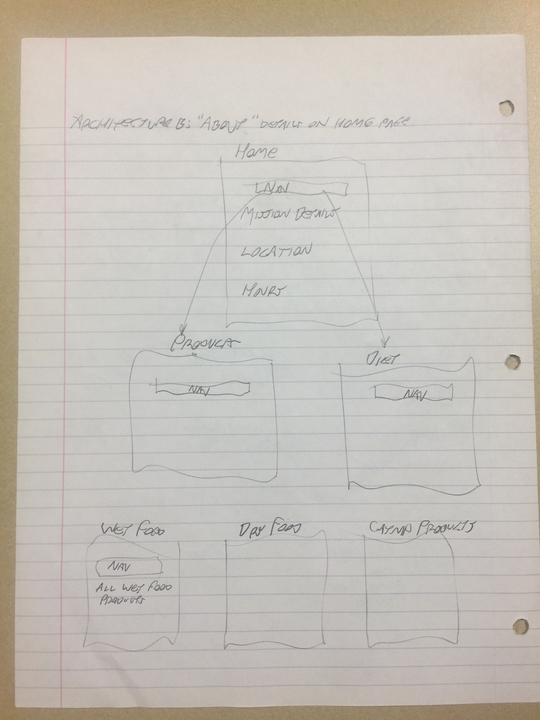 ARCHITECTURE B: "ABOUT" DETAILS ON HOME PAGE
HOME
NAV
MISSION DETAILS
LOCATION
HOURS
PRODUCT
DIET
NAV
NAV
WET FOOD
DRY FOOD
CATNIP PRODUCTS
NAV
ALL WET FOOD
PRODUCTS